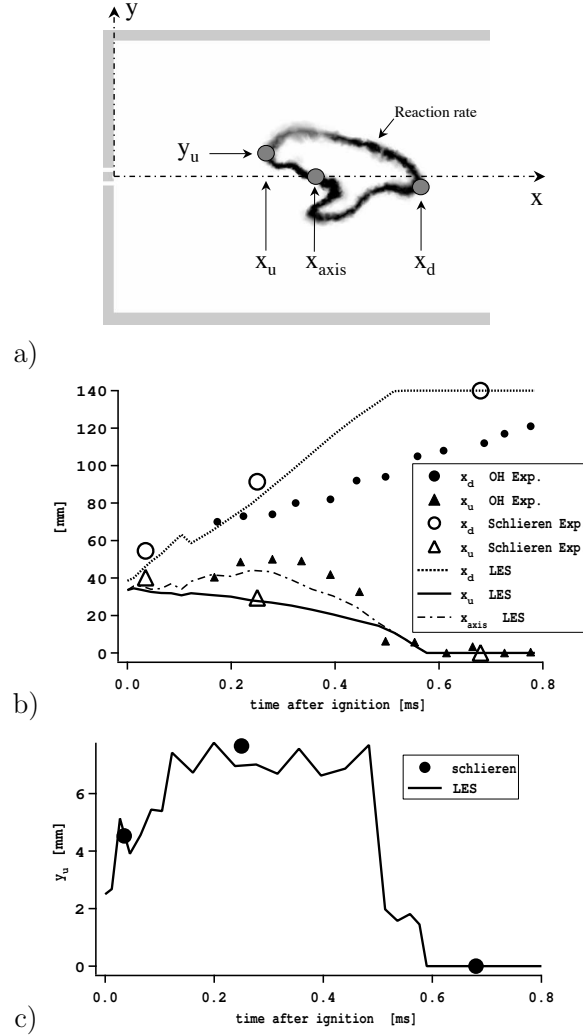 y
Reaction rate
y_u
x
x_u x_axis x_d
a)
140
120
100
80
60
40
20
0
[mm]
x_d OH Exp.
x_u OH Exp.
x_d Schlieren Exp
x_u Schlieren Exp
x_d LES
x_u LES
x_axis LES
0.0 0.2 0.4 0.6 0.8
time after ignition [ms]
b)
6
4
2
0
y_u [mm]
schlieren
LES
0.0 0.2 0.4 0.6 0.8
time after ignition [ms]
c)